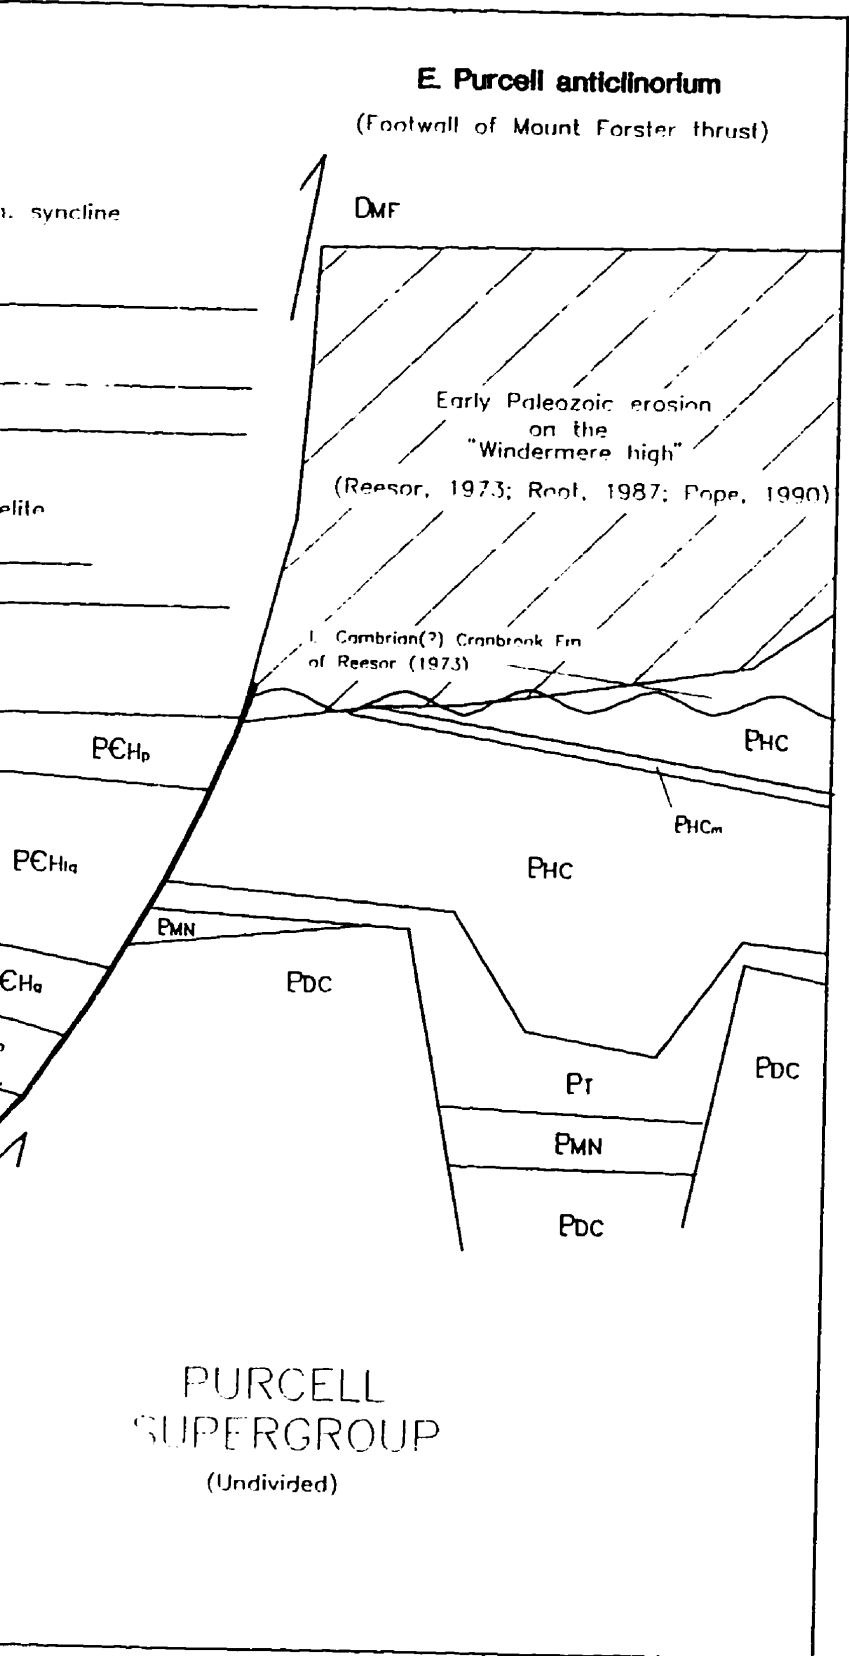 E. Purcell anticlinorium
(Footwall of Mount Forster thrust)
syncline
DMF
Early Paleozoic erosion
on the
"Windermere high"
(Reesor, 1973; Root, 1987; Pope, 1990)
l. Cambrian(?) Cranbrook Fm
of Reesor (1973)
PЄHp
PHC
PHCm
PЄHlq
PHC
PMN
ЄHq
PDC
PDC
PT
PMN
PDC
PURCELL
SUPERGROUP
(Undivided)